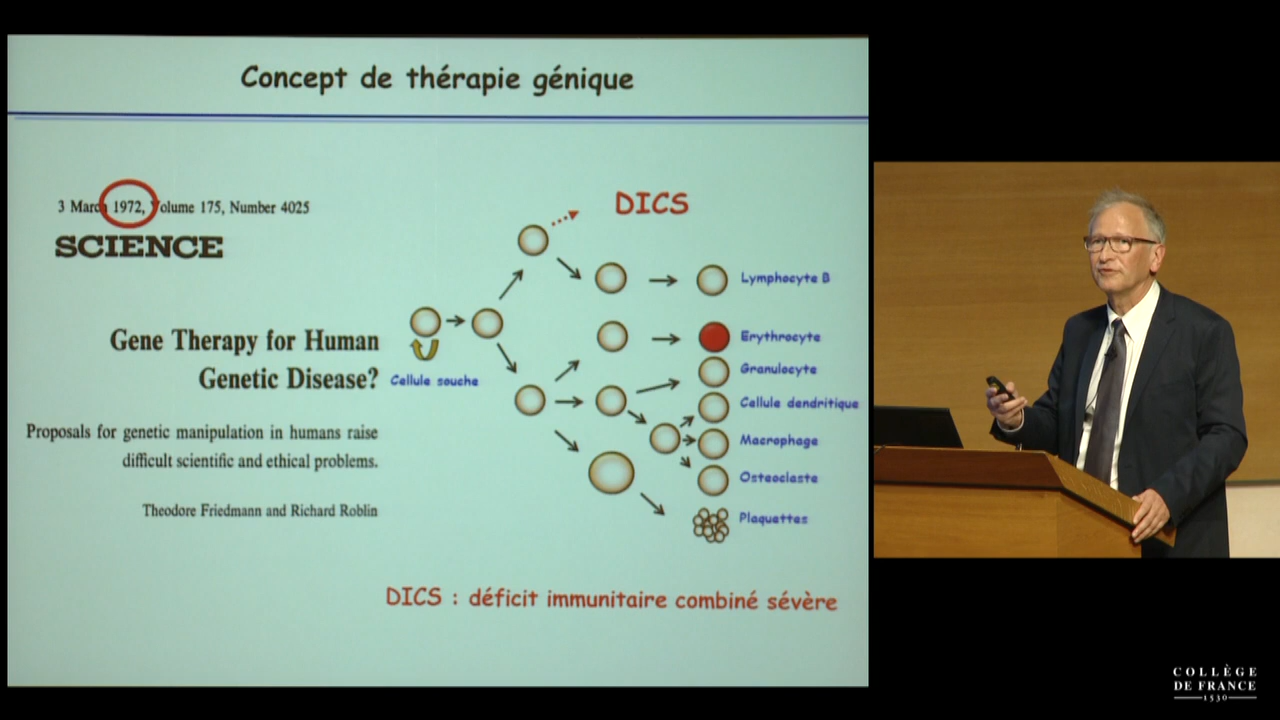 Concept de thérapie génique
3 March 1972, Volume 175, Number 4025
SCIENCE
Gene Therapy for Human
Genetic Disease?
Proposals for genetic manipulation in humans raise
difficult scientific and ethical problems.
Theodore Friedmann and Richard Roblin
DICS
Cellule souche
Lymphocyte B
Erythrocyte
Granulocyte
Cellule dendritique
Macrophage
Osteoclaste
Plaquettes
DICS : déficit immunitaire combiné sévère
COLLÈGE
DE FRANCE
1530